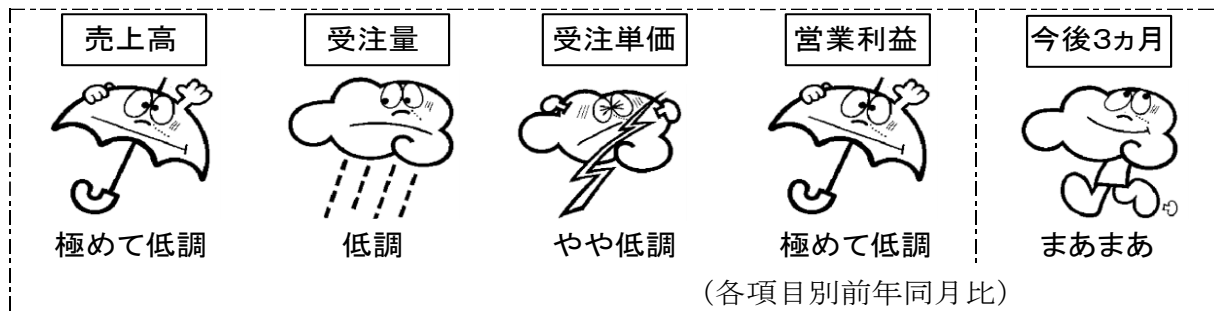 売上高 受注量 受注単価 営業利益 今後3ヵ月
極めて低調 低調 やや低調 極めて低調 まあまあ
（各項目別前年同月比）